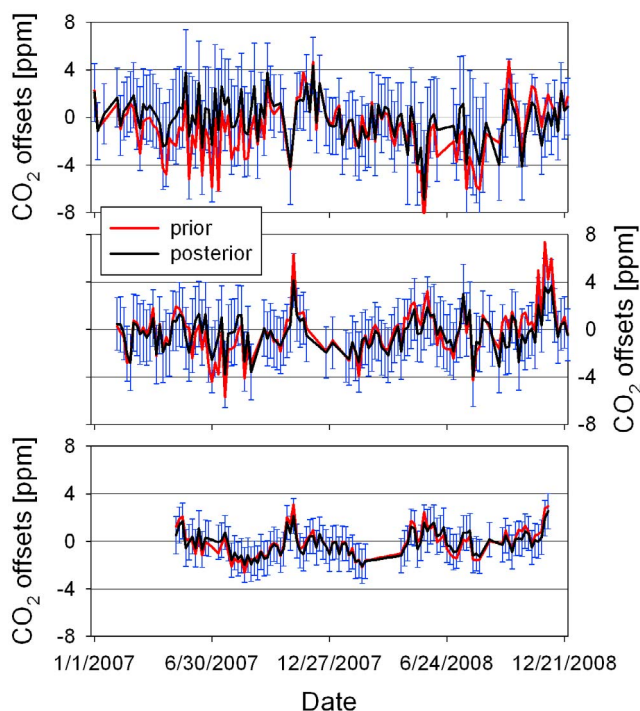 8
4
0
-4
-8
CO2 offsets [ppm]
prior
posterior
8
4
0
-4
-8
CO2 offsets [ppm]
8
4
0
-4
-8
CO2 offsets [ppm]
1/1/2007 6/30/2007 12/27/2007 6/24/2008 12/21/2008
Date